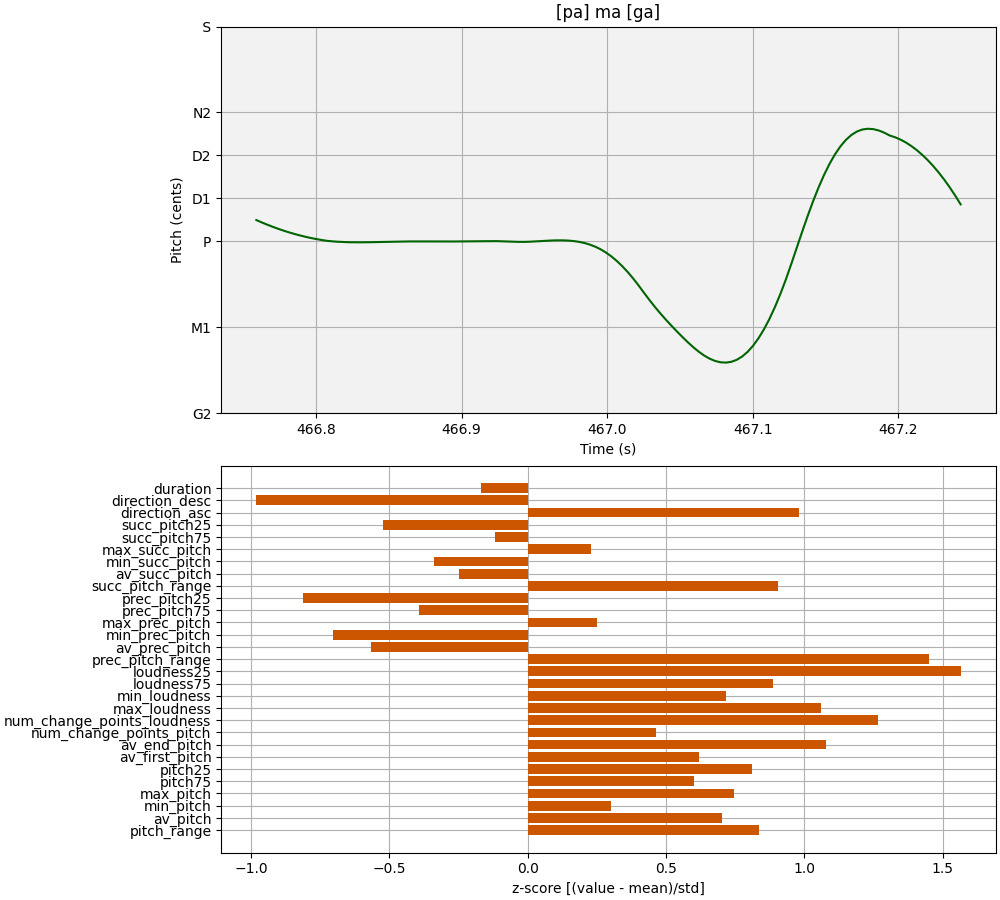 [pa] ma [ga]
S
N2
D2
D1
P
M1
G2
Pitch (cents)
466.8 466.9 467.0 467.1 467.2
Time (s)
duration
direction_desc
direction_asc
succ_pitch25
succ_pitch75
max_succ_pitch
min_succ_pitch
av_succ_pitch
succ_pitch_range
prec_pitch25
prec_pitch75
max_prec_pitch
min_prec_pitch
av_prec_pitch
prec_pitch_range
loudness25
loudness75
min_loudness
max_loudness
num_change_points_loudness
num_change_points_pitch
av_end_pitch
av_first_pitch
pitch25
pitch75
max_pitch
min_pitch
av_pitch
pitch_range
−1.0 −0.5 0.0 0.5 1.0 1.5
z-score [(value - mean)/std]